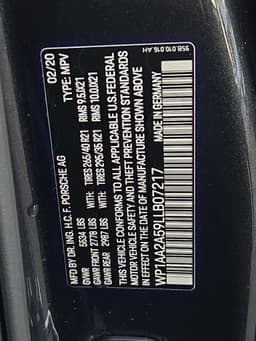 958.010.016 AH
MFD. BY DR. ING. H.C. F. PORSCHE AG
02/20
TYPE: MPV
GVWR 5534 LBS
WITH TIRES 265/40 R21 RIMS 9.5JX21
GAWR FRONT 2778 LBS
WITH TIRES 295/35 R21 RIMS 10.0JX21
GAWR REAR 2987 LBS
THIS VEHICLE CONFORMS TO ALL APPLICABLE U.S. FEDERAL
MOTOR VEHICLE SAFETY, BUMPER AND THEFT PREVENTION STANDARDS
IN EFFECT ON THE DATE OF MANUFACTURE SHOWN ABOVE.
WP1AA2A59LLB07217